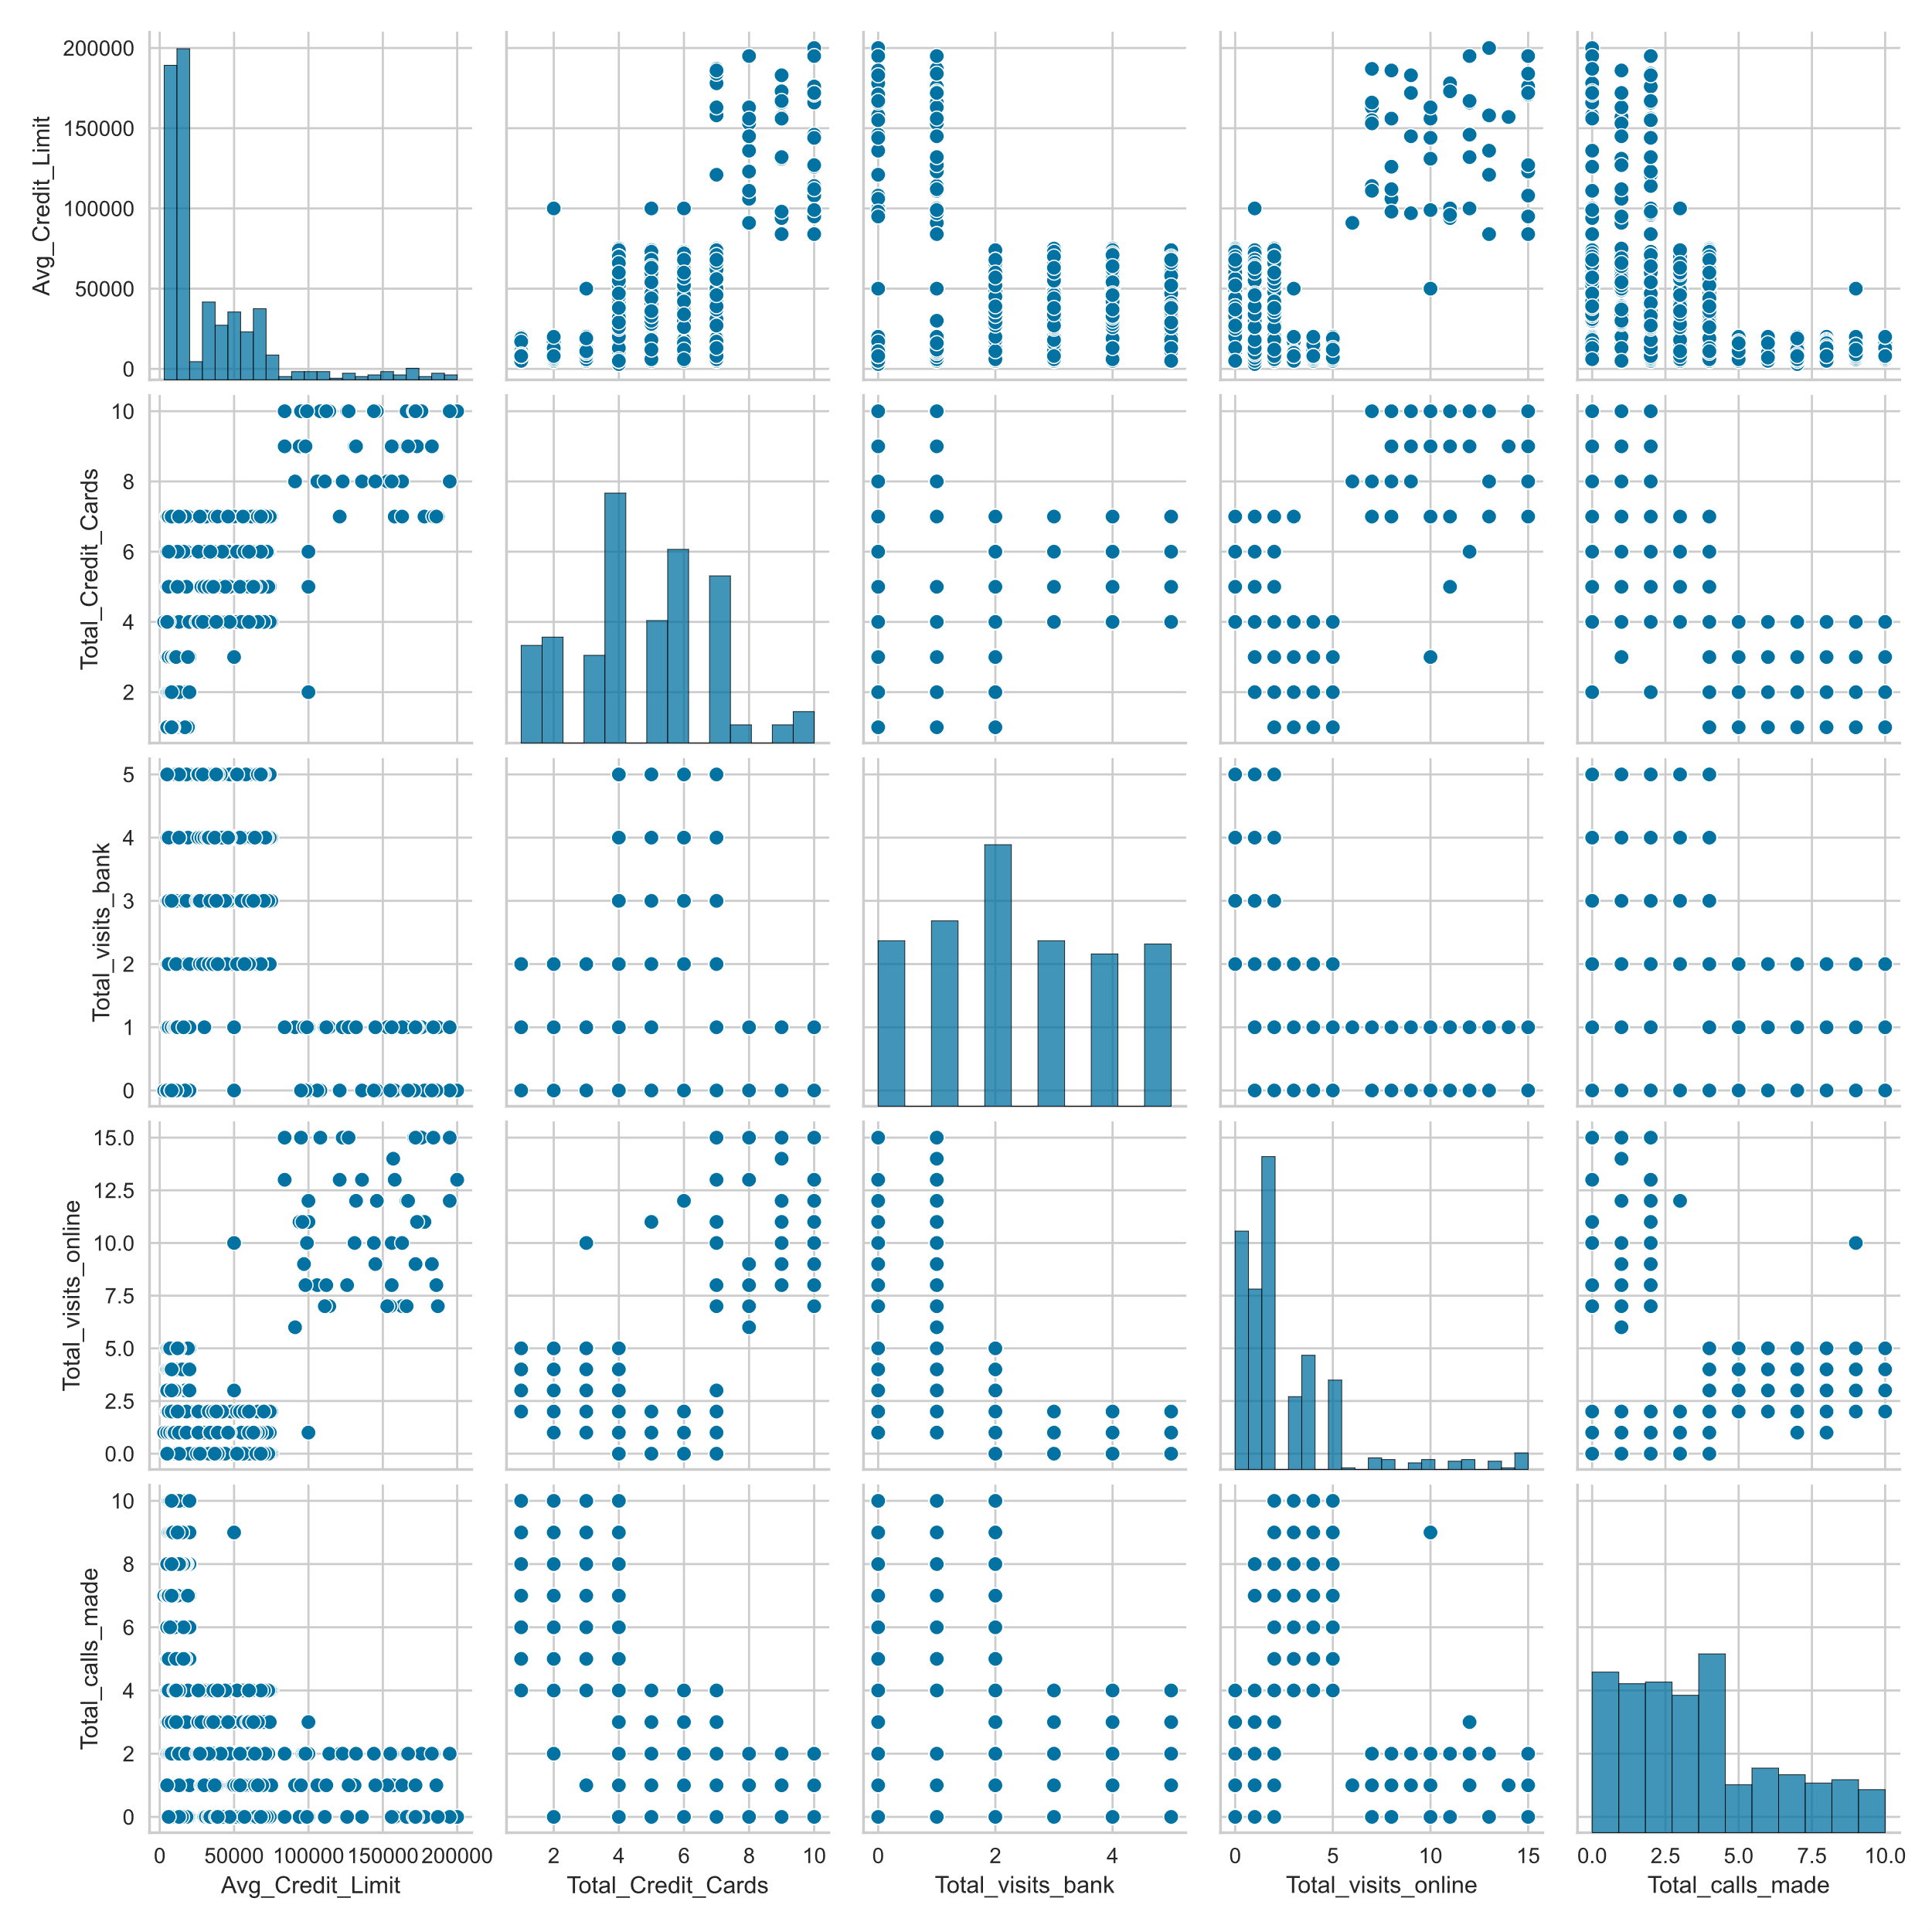 200000
150000
100000
50000
0
Avg_Credit_Limit
10
8
6
4
2
Total_Credit_Cards
5
4
3
2
1
0
Total_visits_bank
15.0
12.5
10.0
7.5
5.0
2.5
0.0
Total_visits_online
10
8
6
4
2
0
Total_calls_made
0 50000 100000 150000 200000
Avg_Credit_Limit
2 4 6 8 10
Total_Credit_Cards
0 2 4
Total_visits_bank
0 5 10 15
Total_visits_online
0.0 2.5 5.0 7.5 10.0
Total_calls_made